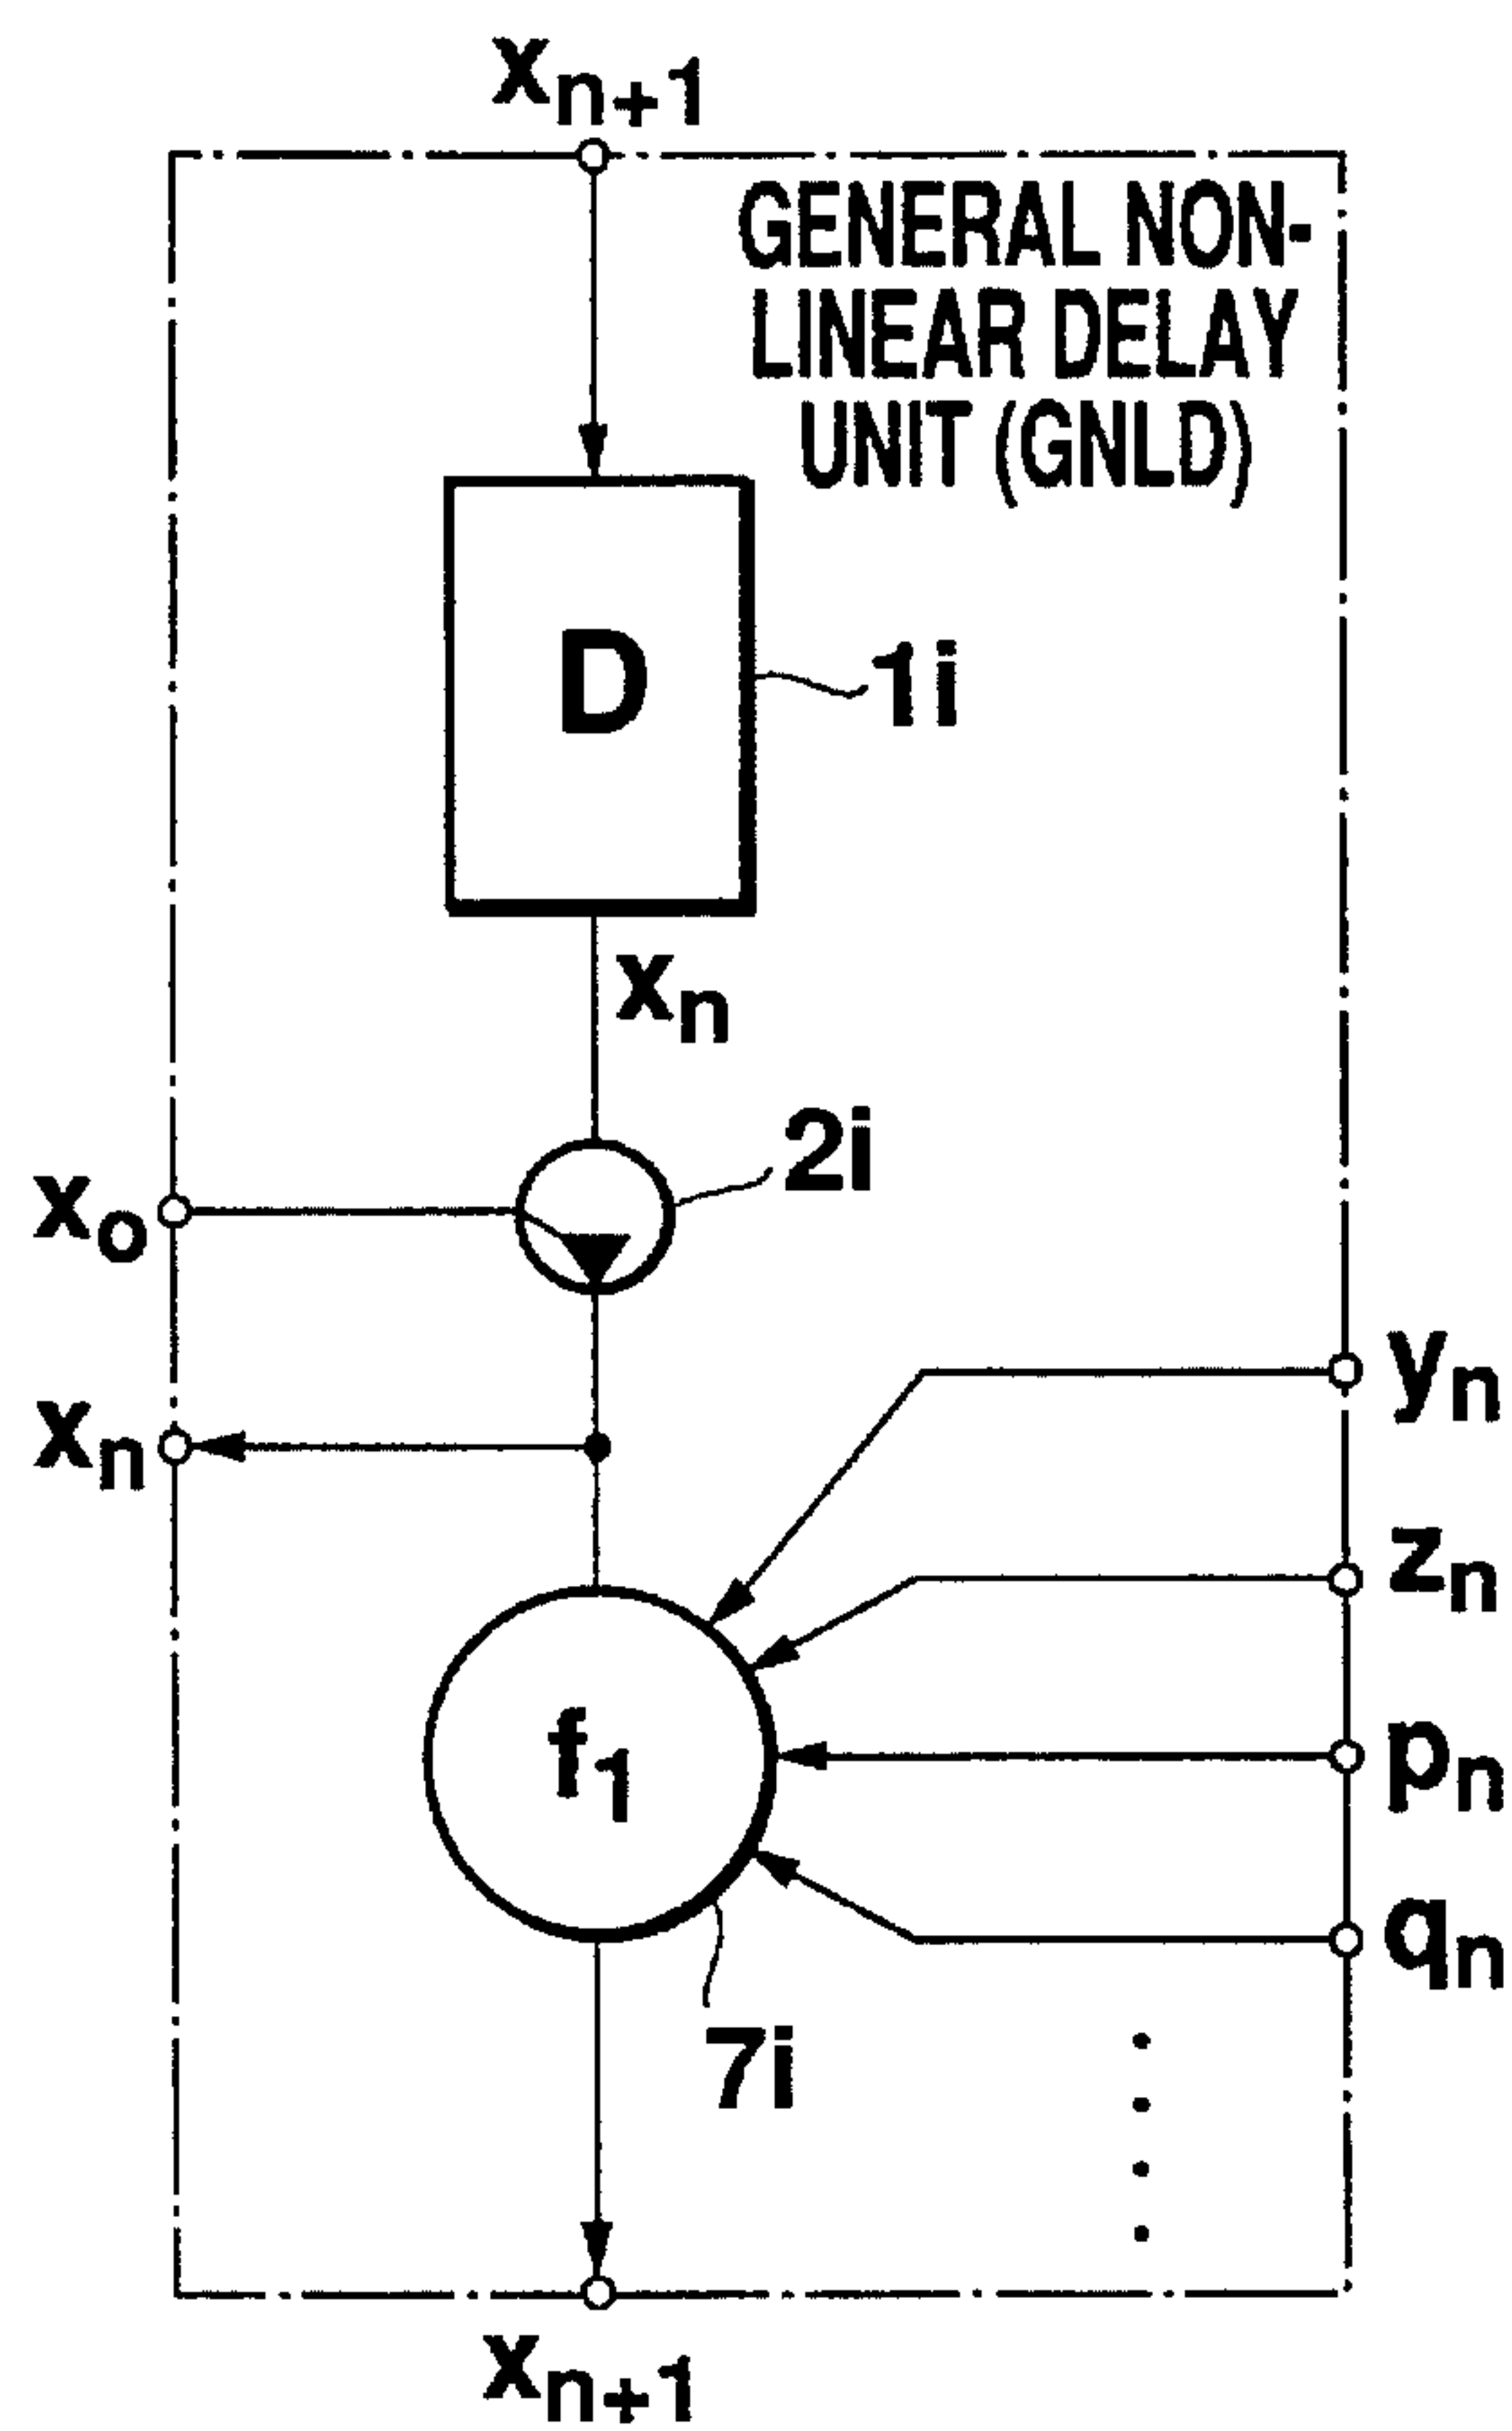 xn+1
GENERAL NON-
LINEAR DELAY
UNIT (GNLD)
D
1i
xn
2i
xo
yn
xn
zn
f1
pn
qn
7i
xn+1